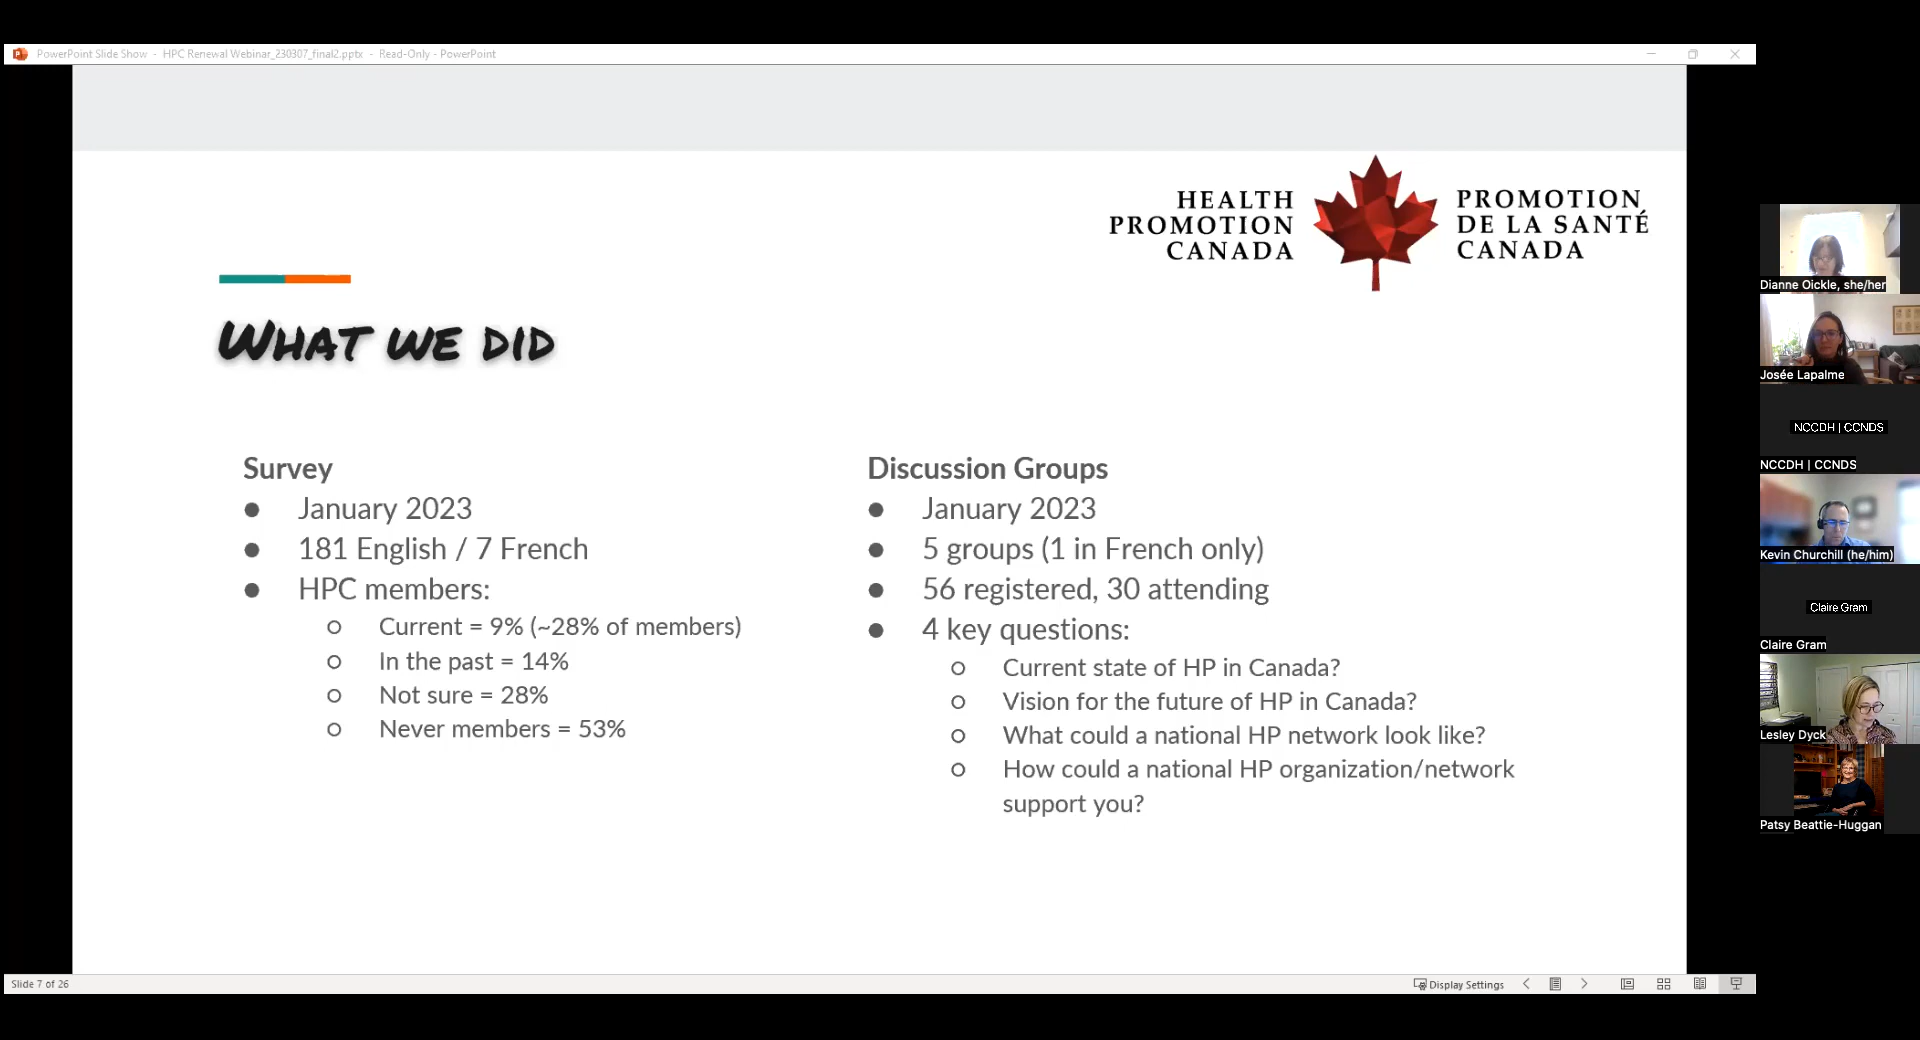 PowerPoint Slide Show - HPC Renewal Webinar_230307_final2.pptx - Read-Only - PowerPoint
HEALTH
PROMOTION
CANADA
PROMOTION
DE LA SANTÉ
CANADA
WHAT WE DID
Survey
● January 2023
● 181 English / 7 French
● HPC members:
○ Current = 9% (~28% of members)
○ In the past = 14%
○ Not sure = 28%
○ Never members = 53%
Discussion Groups
● January 2023
● 5 groups (1 in French only)
● 56 registered, 30 attending
● 4 key questions:
○ Current state of HP in Canada?
○ Vision for the future of HP in Canada?
○ What could a national HP network look like?
○ How could a national HP organization/network
support you?
Dianne Oickle, she/her
Josée Lapalme
NCCDH | CCNDS
NCCDH | CCNDS
Kevin Churchill (he/him)
Claire Gram
Claire Gram
Lesley Dyck
Patsy Beattie-Huggan
Slide 7 of 26
Display Settings